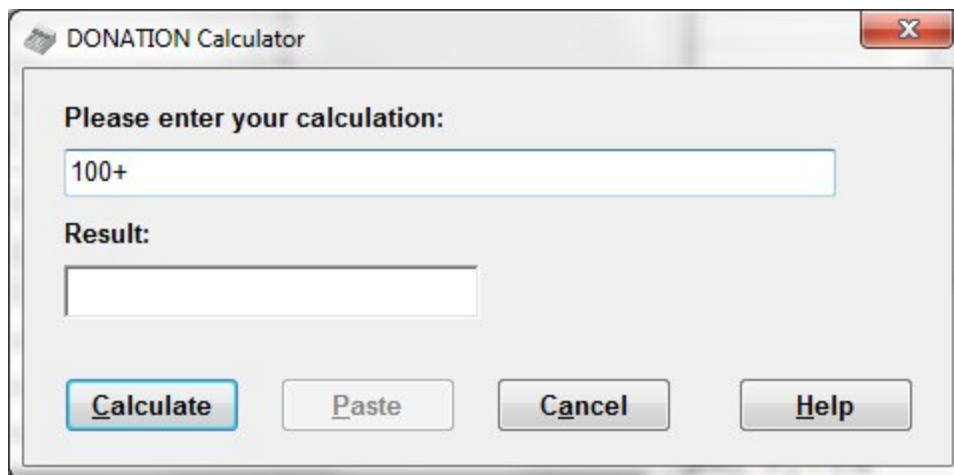 DONATION Calculator
Please enter your calculation:
100+
Result:
Calculate Paste Cancel Help